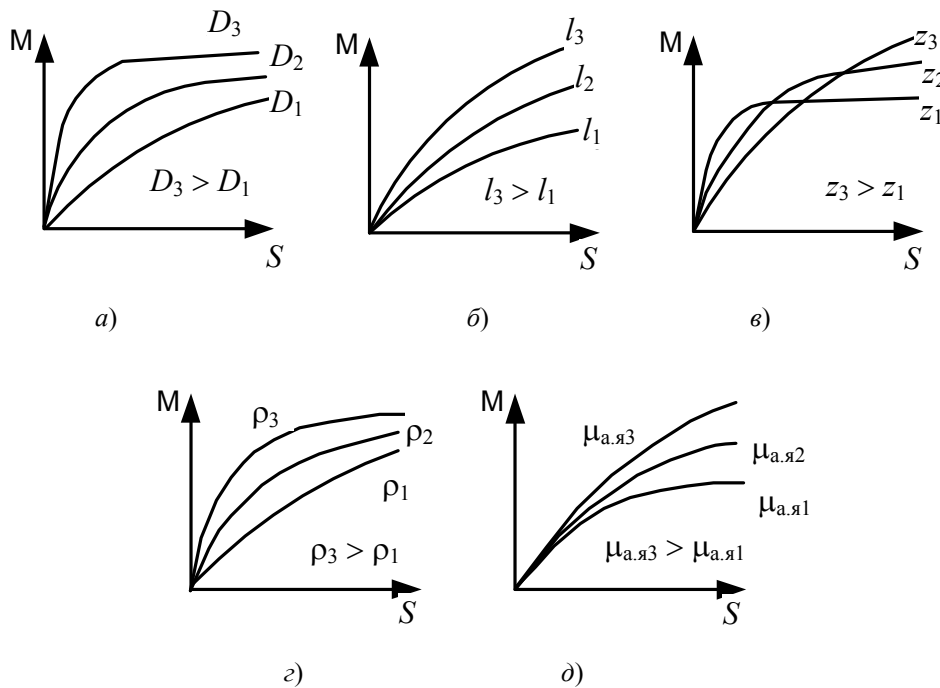 M
D₃
D₂
D₁
D₃ > D₁
S
а)
M
l₃
l₂
l₁
l₃ > l₁
S
б)
M
z₃
z₂
z₁
z₃ > z₁
S
в)
M
ρ₃
ρ₂
ρ₁
ρ₃ > ρ₁
S
г)
M
μа.я3
μа.я2
μа.я1
μа.я3 > μа.я1
S
д)